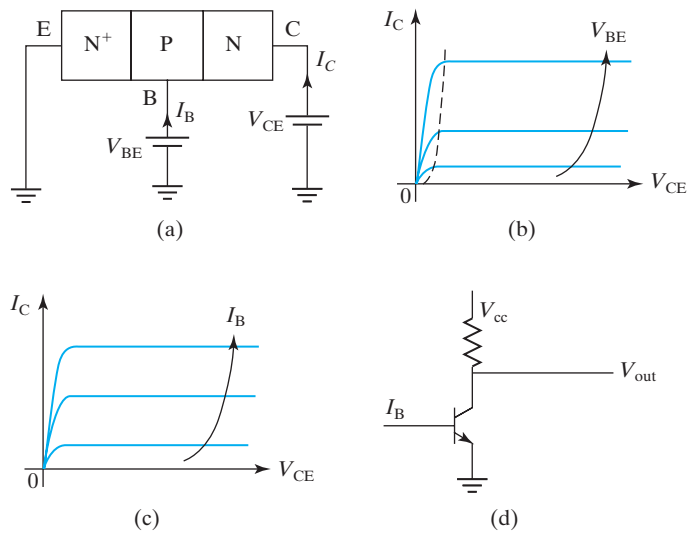 E
N+
P
N
C
B
I_B
I_C
V_BE
V_CE
(a)
I_C
V_BE
0
V_CE
(b)
I_C
I_B
0
V_CE
(c)
V_cc
V_out
I_B
(d)